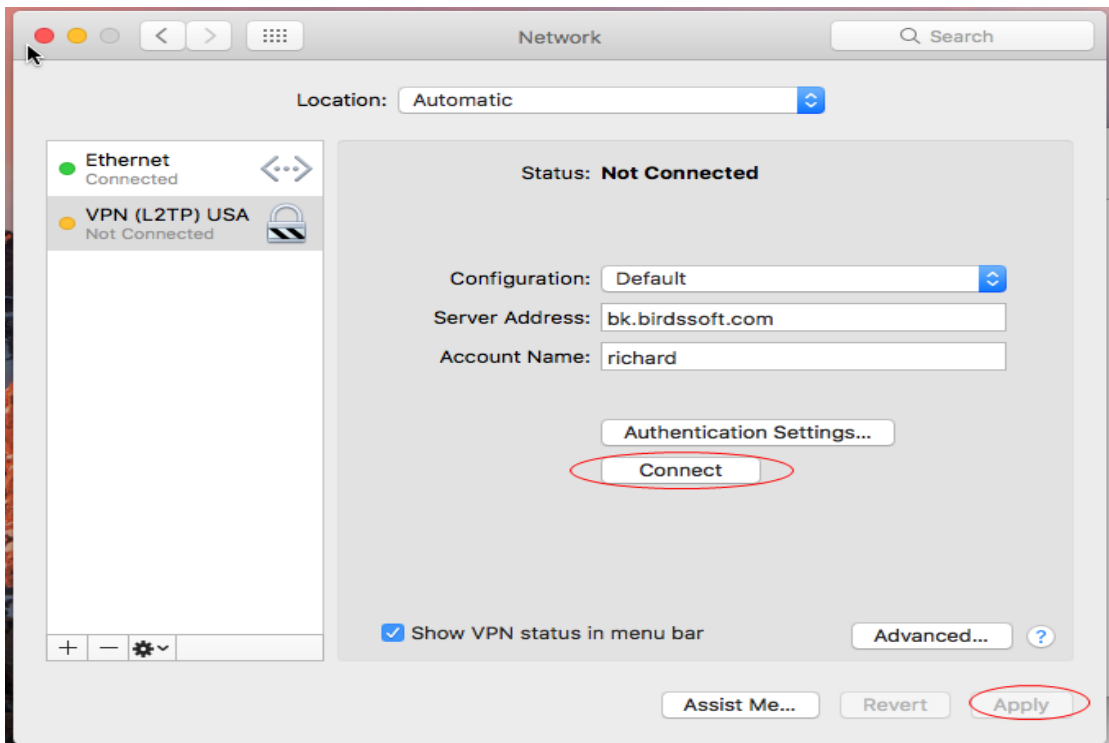 Network
Search
Location: Automatic
Ethernet
Connected
VPN (L2TP) USA
Not Connected
Status: Not Connected
Configuration: Default
Server Address: bk.birdssoft.com
Account Name: richard
Authentication Settings...
Connect
Show VPN status in menu bar
Advanced... ?
Assist Me... Revert Apply